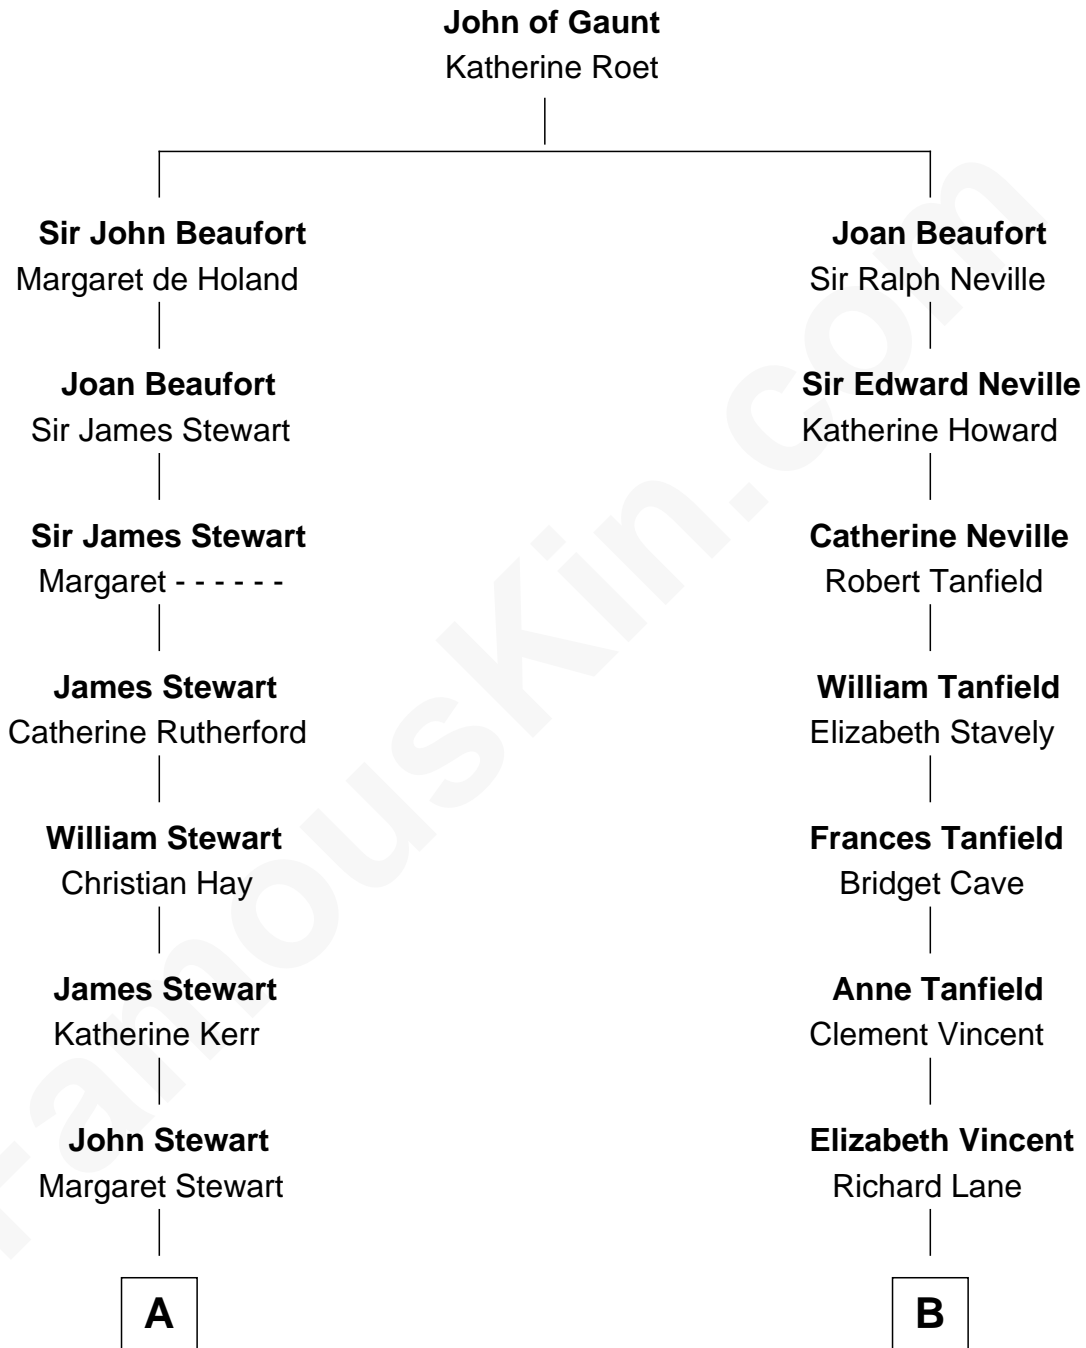 John of Gaunt
Katherine Roet
Sir John Beaufort
Margaret de Holand
Joan Beaufort
Sir Ralph Neville
Joan Beaufort
Sir James Stewart
Sir Edward Neville
Katherine Howard
Sir James Stewart
Margaret - - - - - -
Catherine Neville
Robert Tanfield
James Stewart
Catherine Rutherford
William Tanfield
Elizabeth Stavely
William Stewart
Christian Hay
Frances Tanfield
Bridget Cave
James Stewart
Katherine Kerr
Anne Tanfield
Clement Vincent
John Stewart
Margaret Stewart
Elizabeth Vincent
Richard Lane
A
B
FamousKin.com